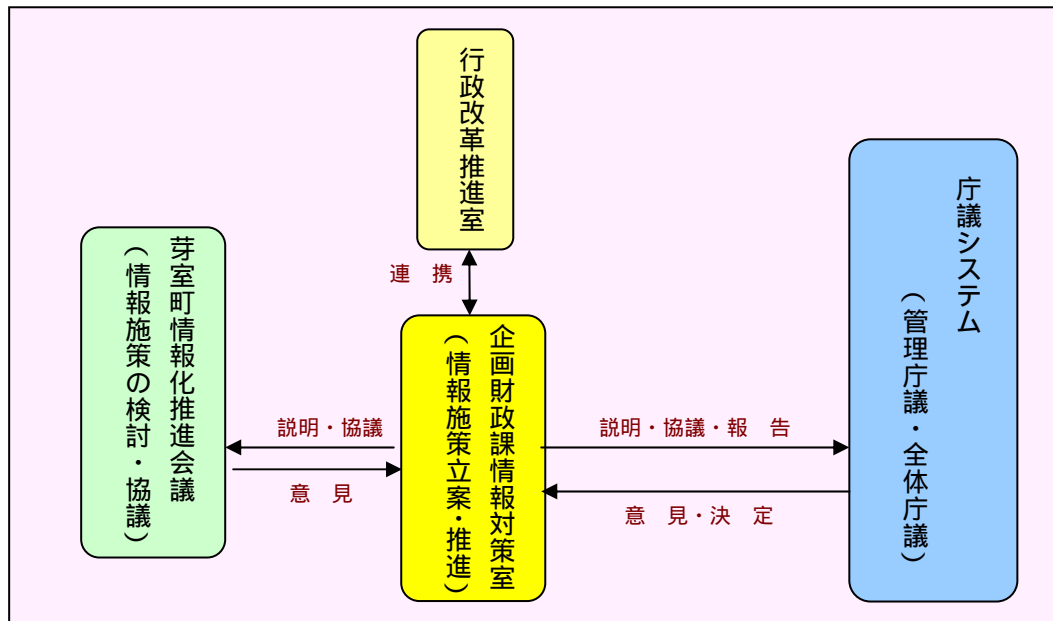 行政改革推進室
連 携
芽室町情報化推進会議
（情報施策の検討・協議）
説明・協議
意 見
企画財政課情報対策室
（情報施策立案・推進）
説明・協議・報 告
意 見・決 定
庁議システム
（管理庁議・全体庁議）